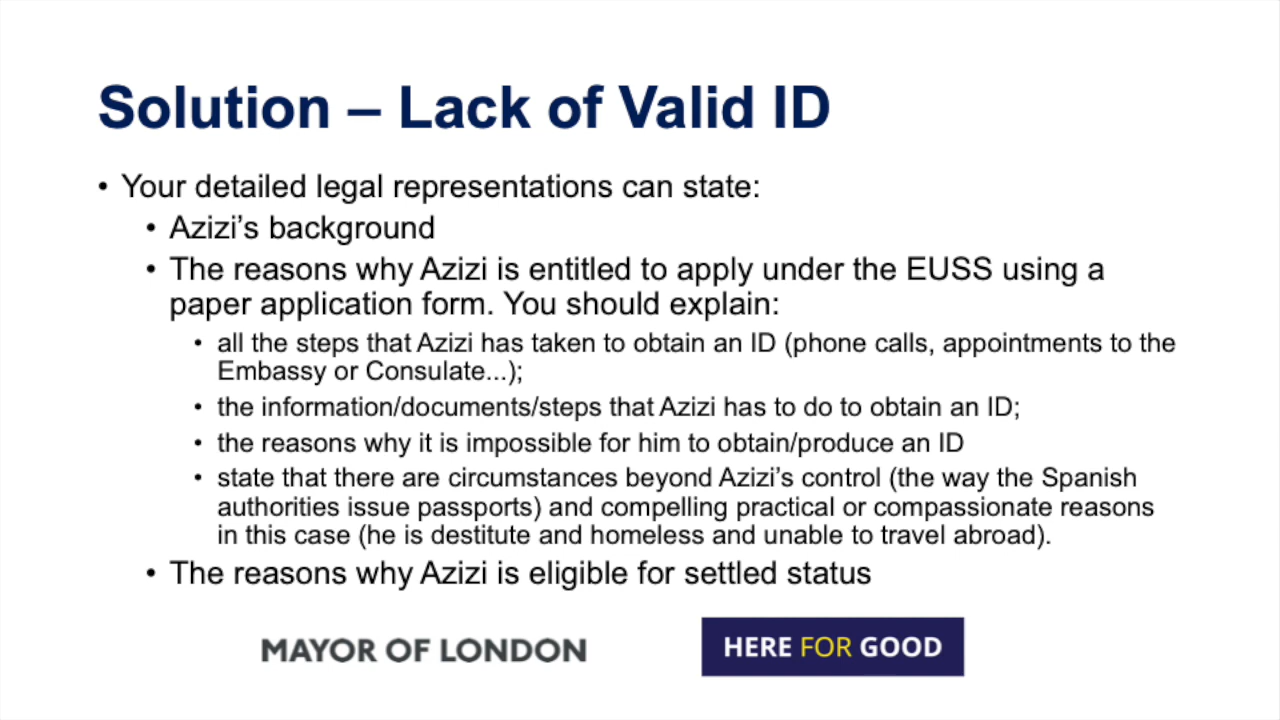 Solution – Lack of Valid ID
• Your detailed legal representations can state:
• Azizi’s background
• The reasons why Azizi is entitled to apply under the EUSS using a
paper application form. You should explain:
• all the steps that Azizi has taken to obtain an ID (phone calls, appointments to the
Embassy or Consulate...);
• the information/documents/steps that Azizi has to do to obtain an ID;
• the reasons why it is impossible for him to obtain/produce an ID
• state that there are circumstances beyond Azizi’s control (the way the Spanish
authorities issue passports) and compelling practical or compassionate reasons
in this case (he is destitute and homeless and unable to travel abroad).
• The reasons why Azizi is eligible for settled status
MAYOR OF LONDON
HERE FOR GOOD